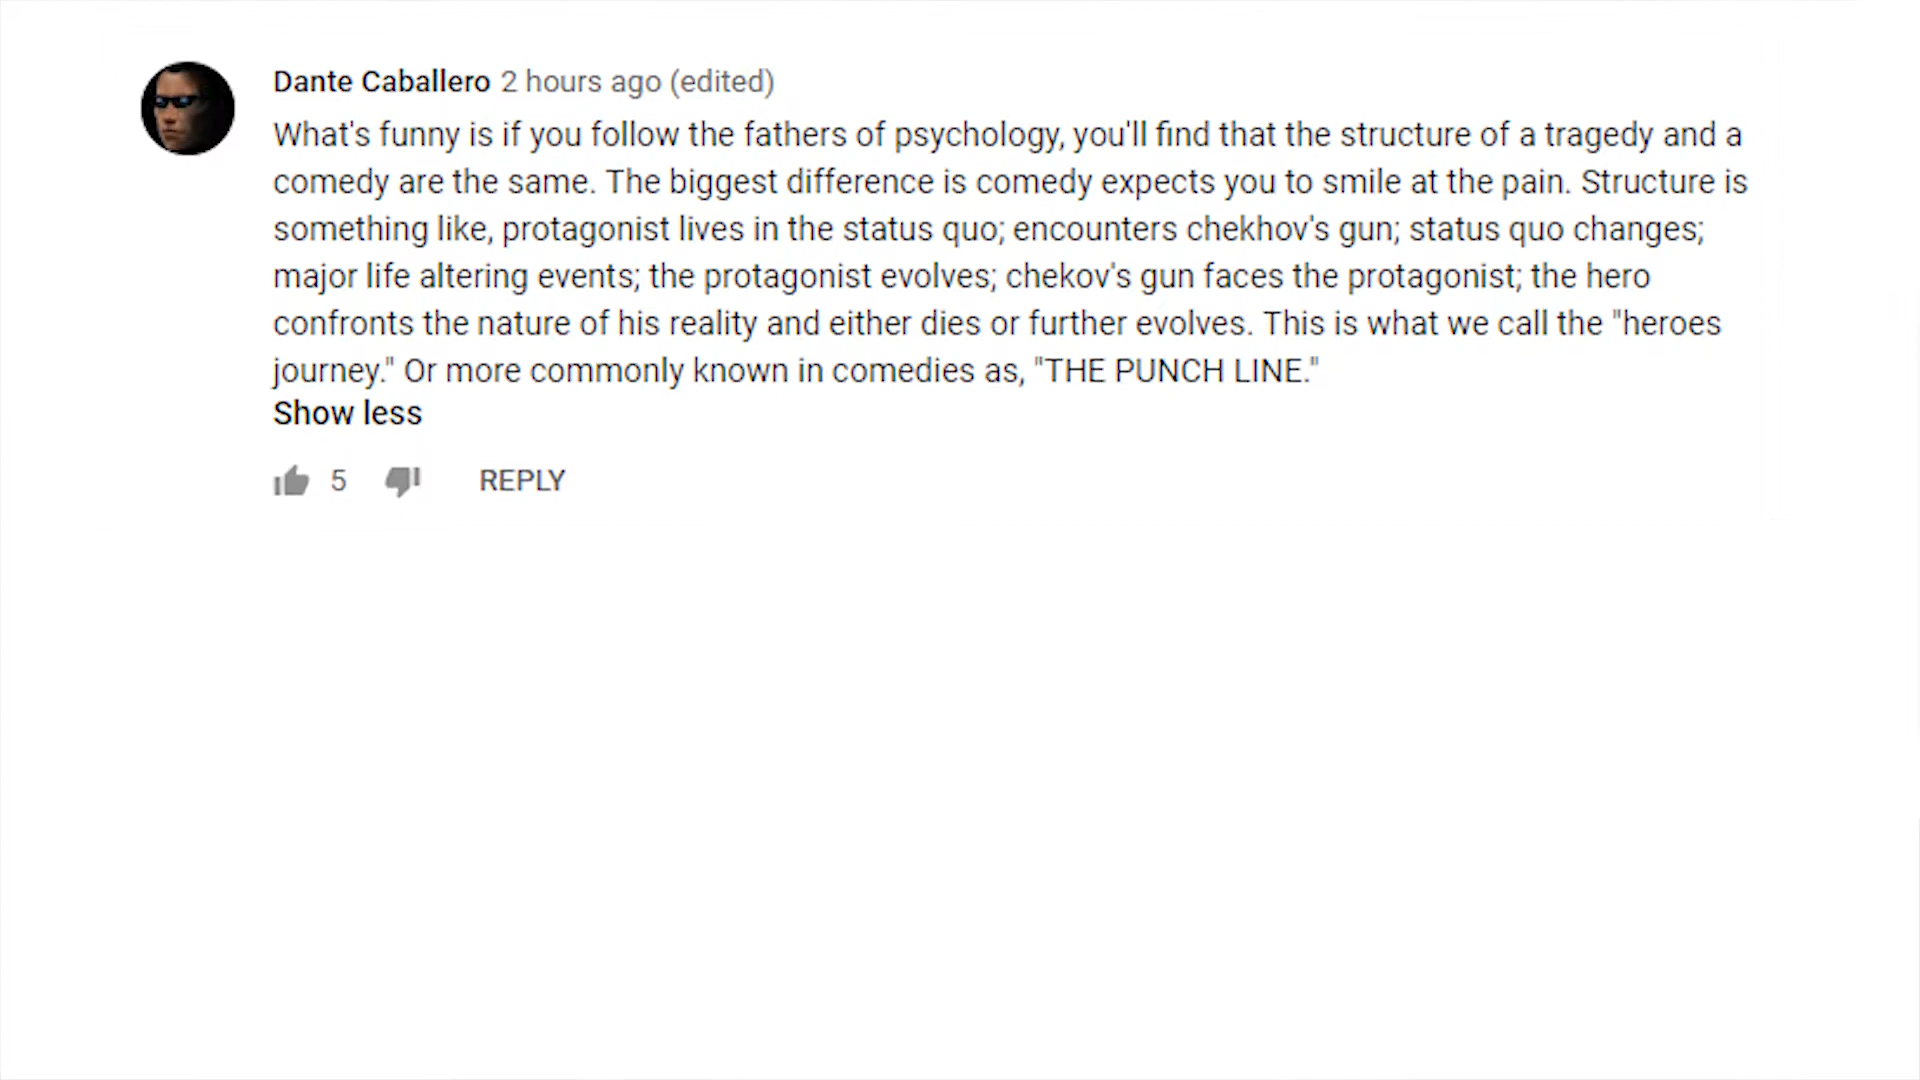 Dante Caballero 2 hours ago (edited)
What's funny is if you follow the fathers of psychology, you'll find that the structure of a tragedy and a
comedy are the same. The biggest difference is comedy expects you to smile at the pain. Structure is
something like, protagonist lives in the status quo; encounters chekhov's gun; status quo changes;
major life altering events; the protagonist evolves; chekov's gun faces the protagonist; the hero
confronts the nature of his reality and either dies or further evolves. This is what we call the "heroes
journey." Or more commonly known in comedies as, "THE PUNCH LINE."
Show less
5 REPLY